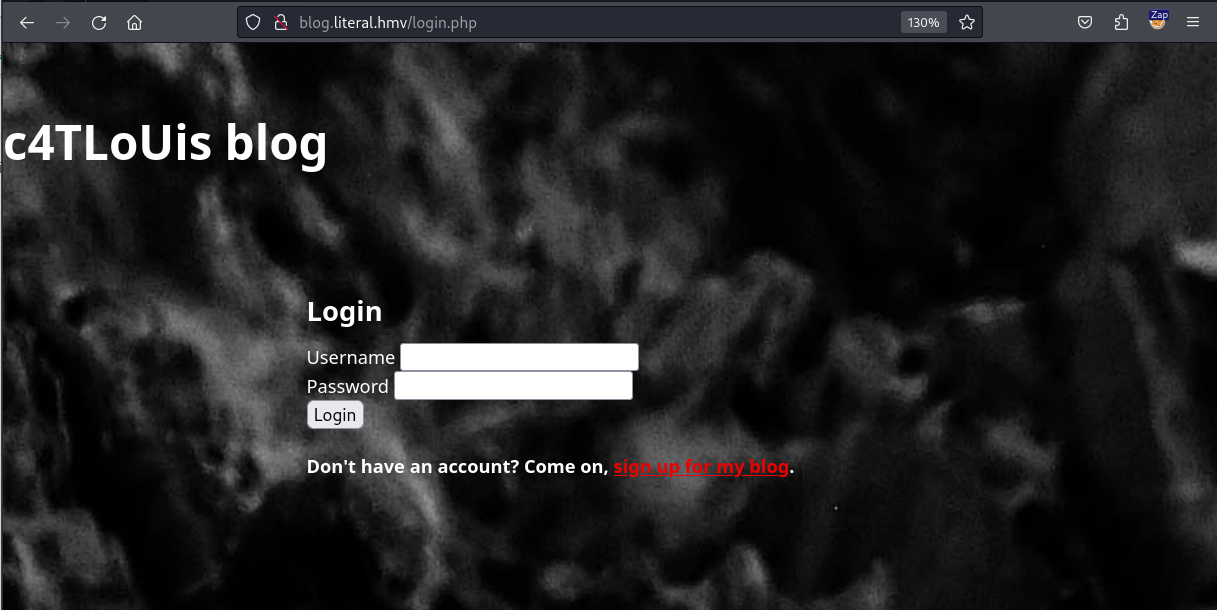 blog.literal.hmv/login.php 130% Zap
c4TLoUis blog
Login
Username
Password
Login
Don't have an account? Come on, sign up for my blog.